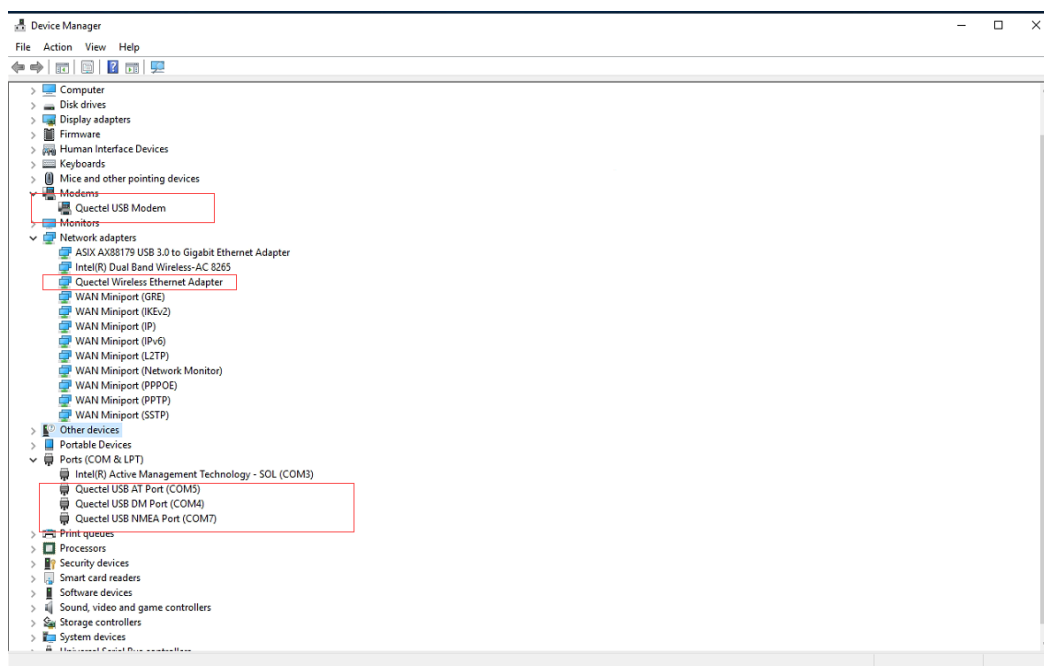 Device Manager
File Action View Help
Computer
Disk drives
Display adapters
Firmware
Human Interface Devices
Keyboards
Mice and other pointing devices
Modems
Quectel USB Modem
Monitors
Network adapters
ASIX AX88179 USB 3.0 to Gigabit Ethernet Adapter
Intel(R) Dual Band Wireless-AC 8265
Quectel Wireless Ethernet Adapter
WAN Miniport (GRE)
WAN Miniport (IKEv2)
WAN Miniport (IP)
WAN Miniport (IPv6)
WAN Miniport (L2TP)
WAN Miniport (Network Monitor)
WAN Miniport (PPPOE)
WAN Miniport (PPTP)
WAN Miniport (SSTP)
Other devices
Portable Devices
Ports (COM & LPT)
Intel(R) Active Management Technology - SOL (COM3)
Quectel USB AT Port (COM5)
Quectel USB DM Port (COM4)
Quectel USB NMEA Port (COM7)
Print queues
Processors
Security devices
Smart card readers
Software devices
Sound, video and game controllers
Storage controllers
System devices
Universal Serial Bus controllers